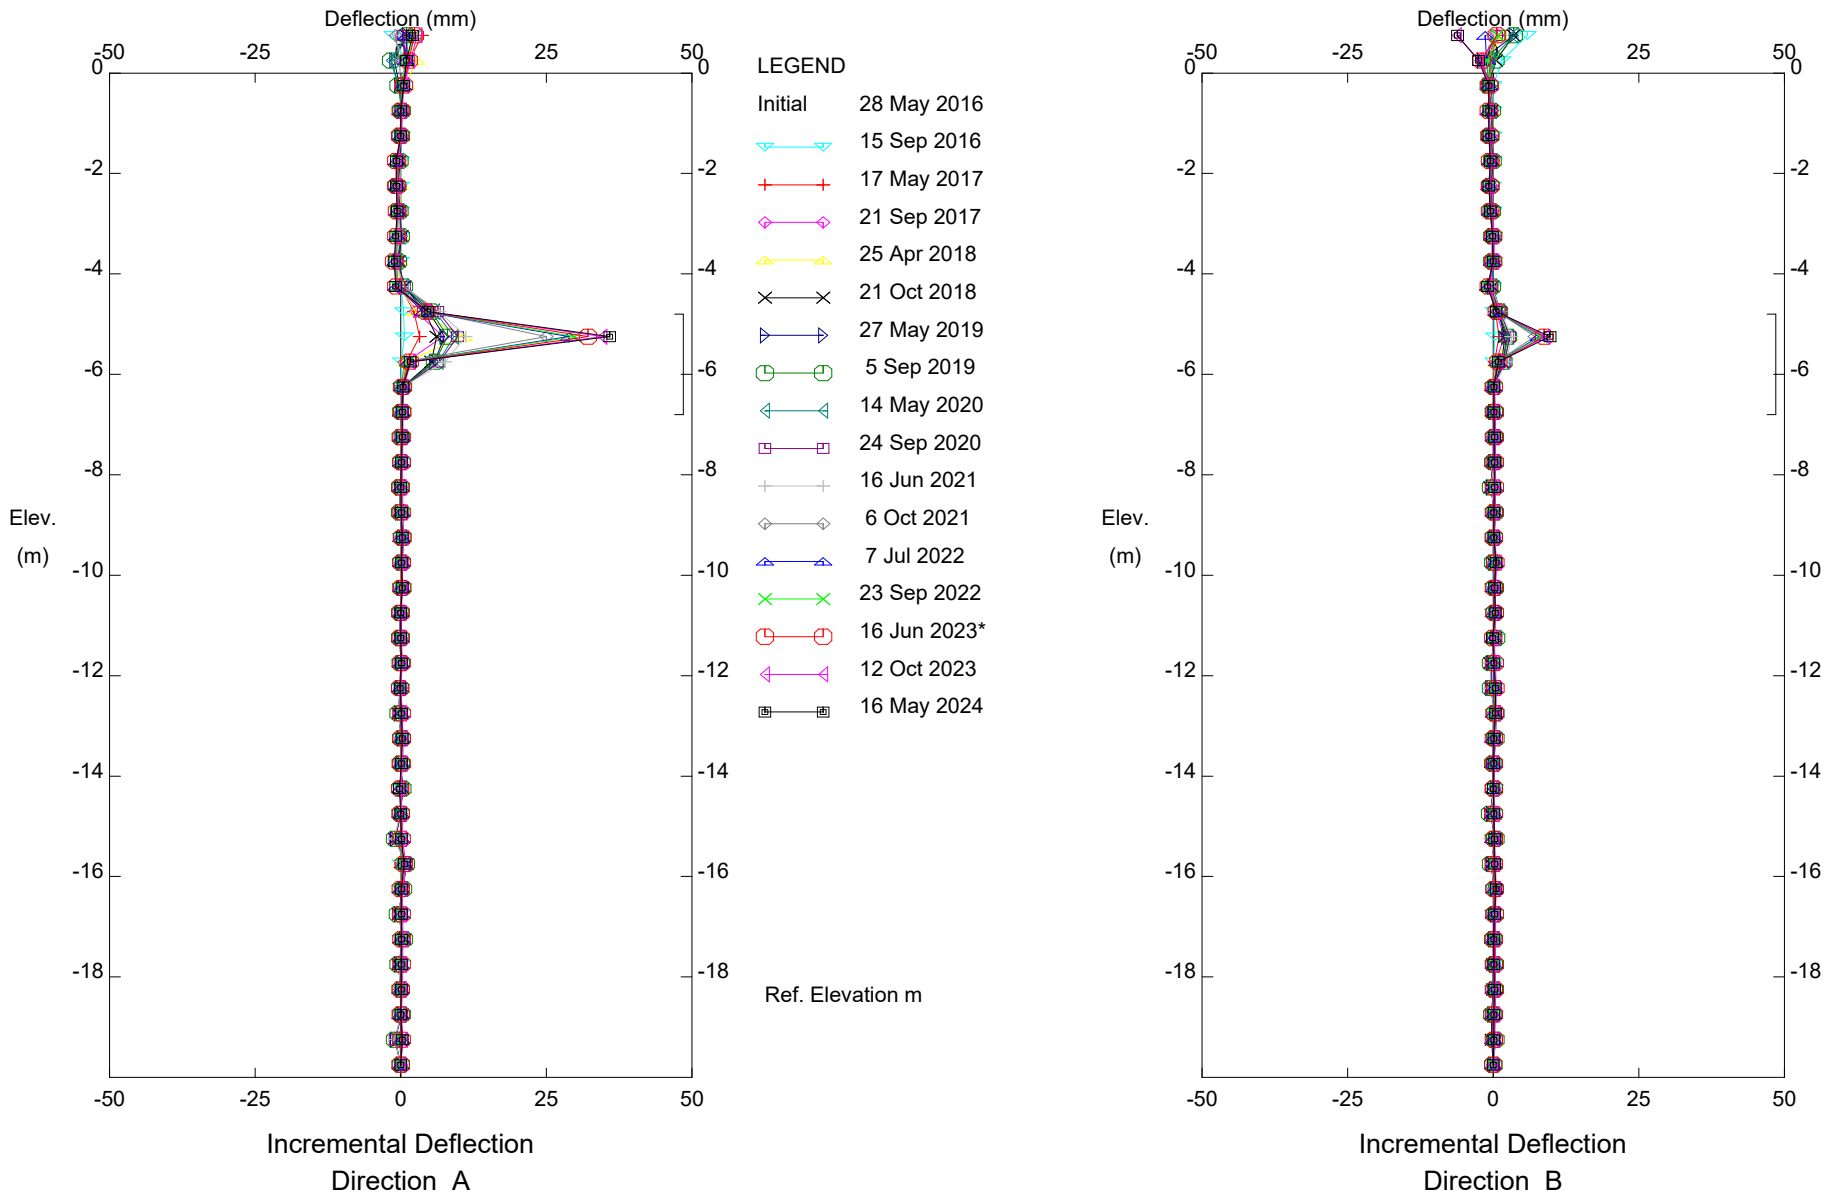 Deflection (mm)
-50 -25 0 25 50
0 0
-2 -2
-4 -4
-6 -6
-8 -8
Elev.
(m)
-10 -10
-12 -12
-14 -14
-16 -16
-18 -18
-50 -25 0 25 50
Incremental Deflection
Direction A
LEGEND
Initial 28 May 2016
15 Sep 2016
17 May 2017
21 Sep 2017
25 Apr 2018
21 Oct 2018
27 May 2019
5 Sep 2019
14 May 2020
24 Sep 2020
16 Jun 2021
6 Oct 2021
7 Jul 2022
23 Sep 2022
16 Jun 2023*
12 Oct 2023
16 May 2024
Ref. Elevation m
Deflection (mm)
-50 -25 0 25 50
0 0
-2 -2
-4 -4
-6 -6
-8 -8
Elev.
(m)
-10 -10
-12 -12
-14 -14
-16 -16
-18 -18
-50 -25 0 25 50
Incremental Deflection
Direction B